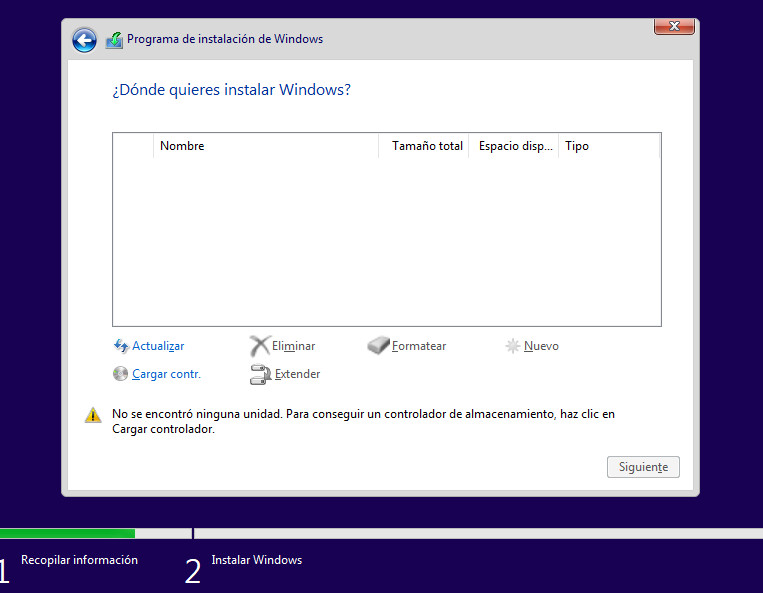 Programa de instalación de Windows
¿Dónde quieres instalar Windows?
Nombre Tamaño total Espacio disp... Tipo
Actualizar Eliminar Formatear Nuevo
Cargar contr. Extender
No se encontró ninguna unidad. Para conseguir un controlador de almacenamiento, haz clic en
Cargar controlador.
Siguiente
1 Recopilar información 2 Instalar Windows